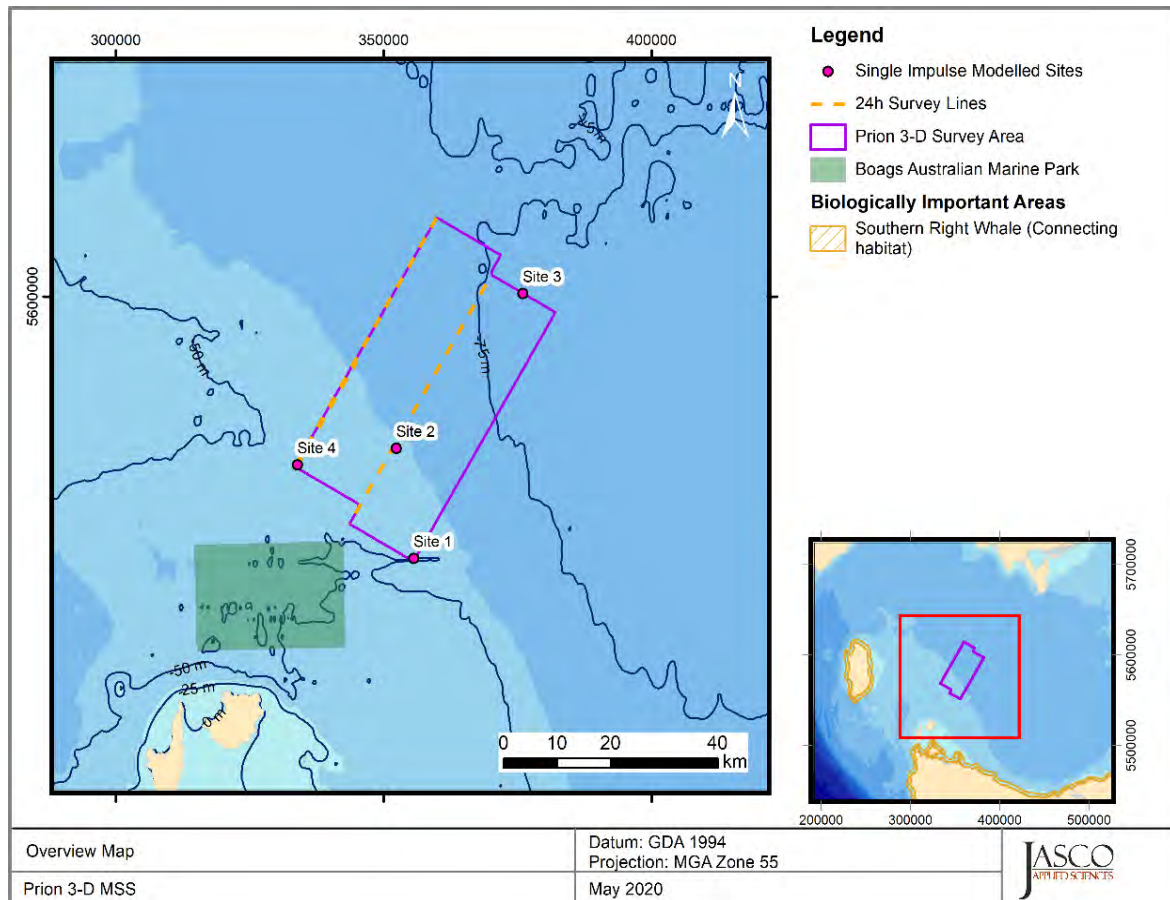 300000
350000
400000
5600000
-75 m
-50 m
-75 m
Site 3
Site 2
Site 4
Site 1
-50 m
-25 m
0 m
N
0 10 20 40
km
Legend
Single Impulse Modelled Sites
24h Survey Lines
Prion 3-D Survey Area
Boags Australian Marine Park
Biologically Important Areas
Southern Right Whale (Connecting
habitat)
5700000
5600000
5500000
200000 300000 400000 500000
Overview Map
Prion 3-D MSS
Datum: GDA 1994
Projection: MGA Zone 55
May 2020
JASCO
APPLIED SCIENCES